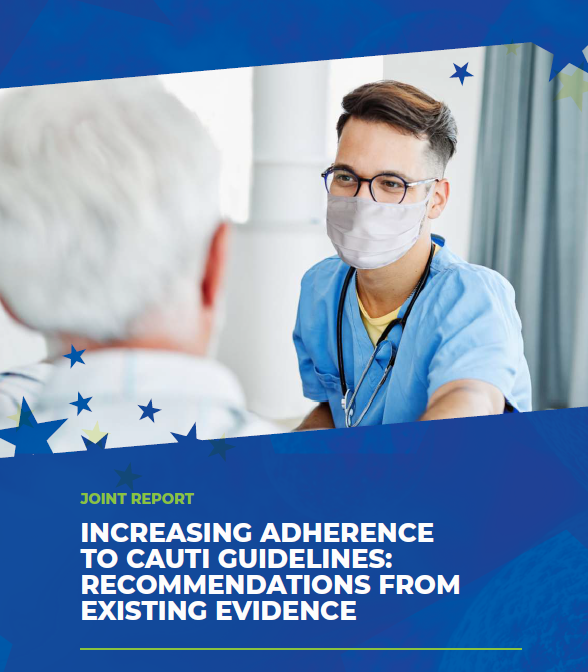 JOINT REPORT
INCREASING ADHERENCE
TO CAUTI GUIDELINES:
RECOMMENDATIONS FROM
EXISTING EVIDENCE